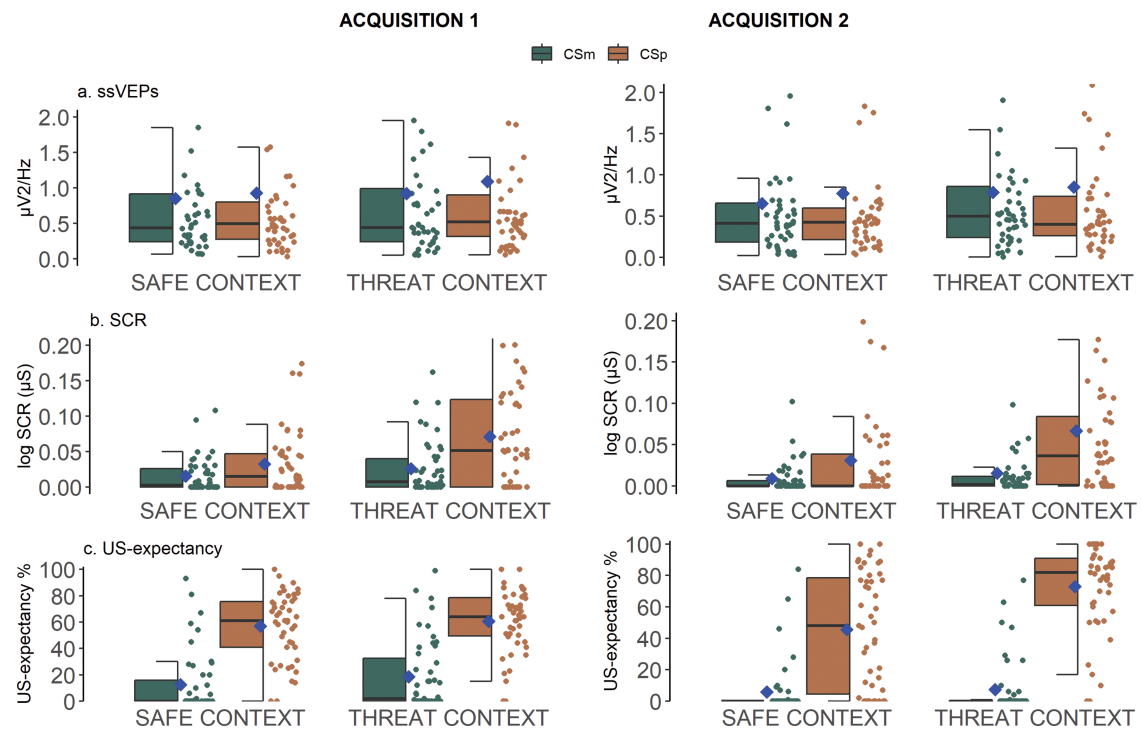 ACQUISITION 1 ACQUISITION 2
CSm CSp
a. ssVEPs
μV2/Hz
2.0
1.5
1.0
0.5
0.0
SAFE CONTEXT THREAT CONTEXT
μV2/Hz
2.0
1.5
1.0
0.5
0.0
SAFE CONTEXT THREAT CONTEXT
b. SCR
log SCR (μS)
0.20
0.15
0.10
0.05
0.00
SAFE CONTEXT THREAT CONTEXT
log SCR (μS)
0.20
0.15
0.10
0.05
0.00
SAFE CONTEXT THREAT CONTEXT
c. US-expectancy
US-expectancy %
100
80
60
40
20
0
SAFE CONTEXT THREAT CONTEXT
US-expectancy %
100
80
60
40
20
0
SAFE CONTEXT THREAT CONTEXT